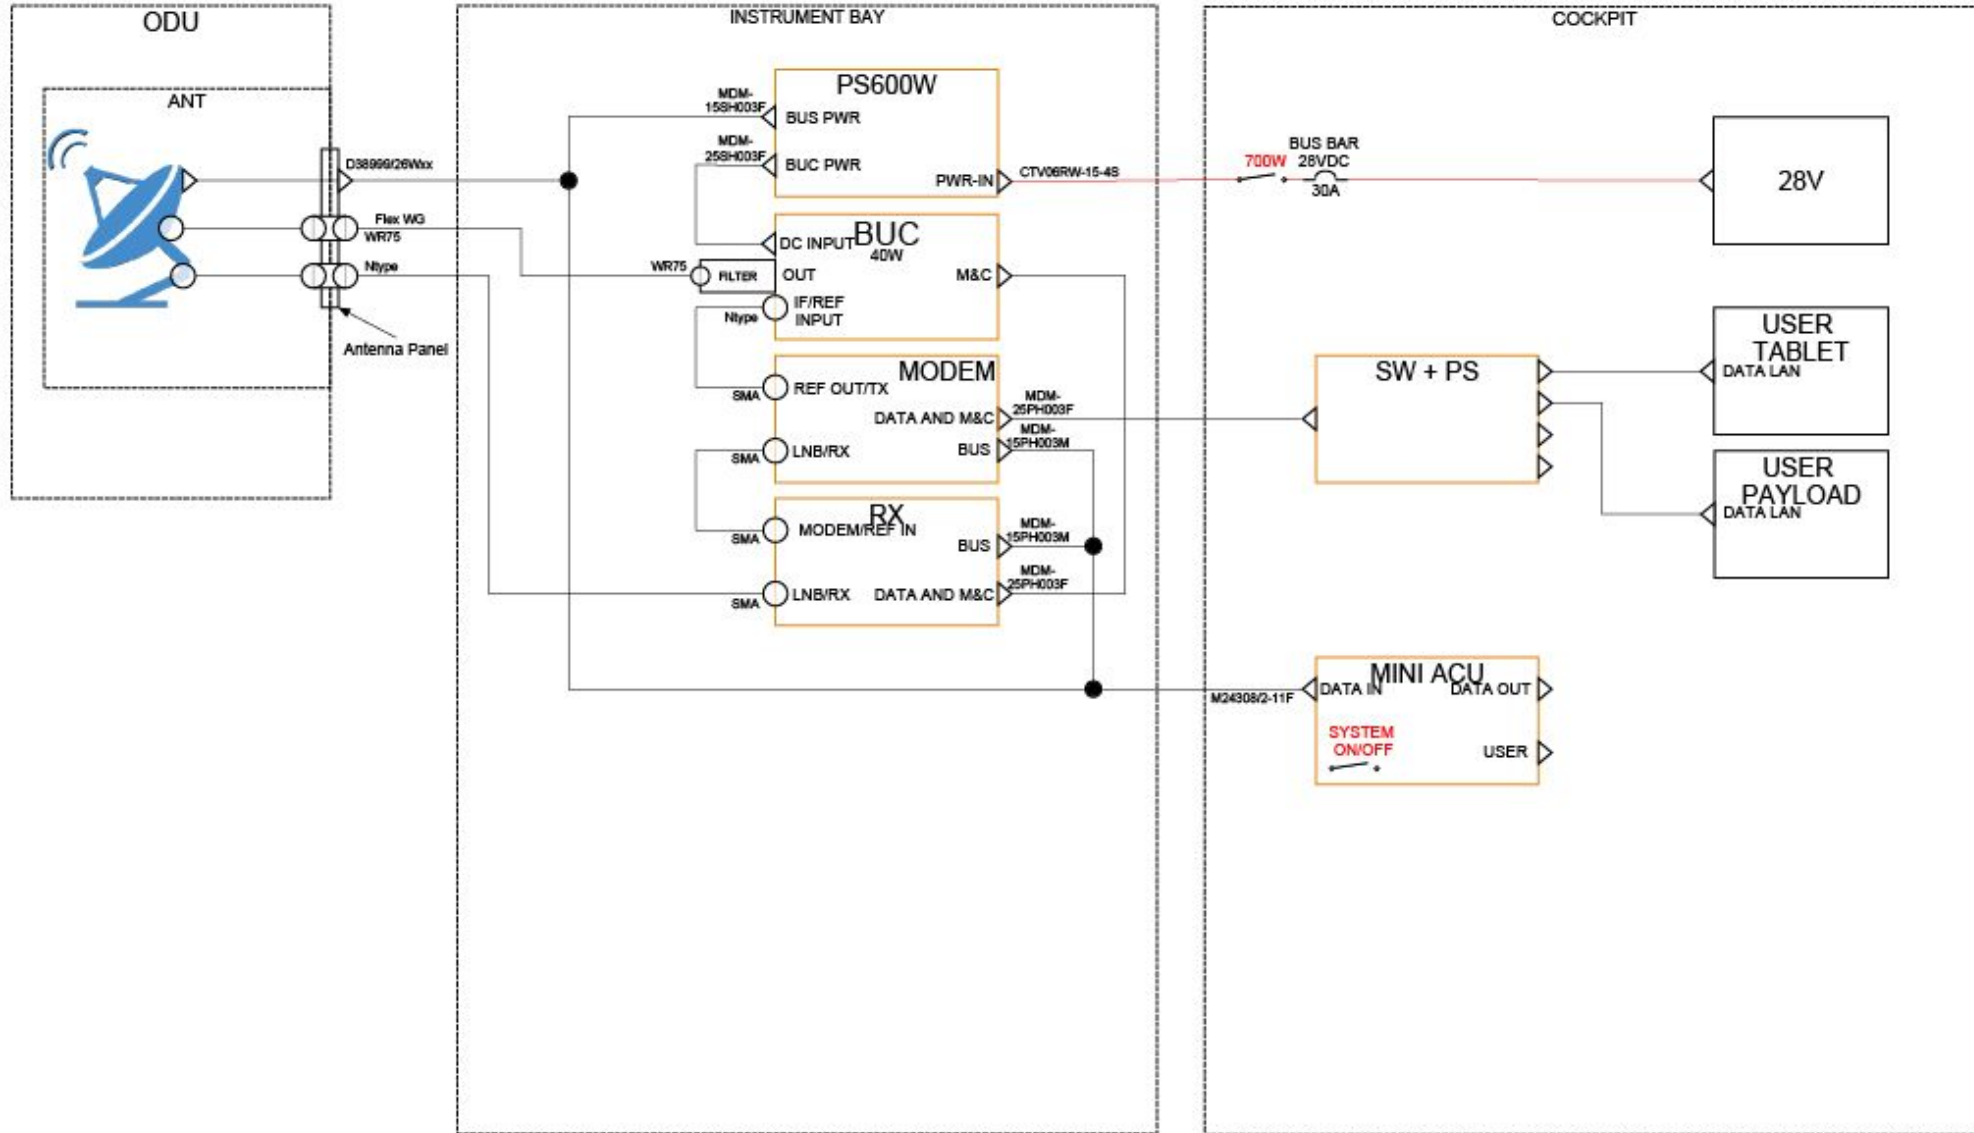 ODU
ANT
D38999/26Wxx
Flex WG
WR75
Ntype
Antenna Panel
INSTRUMENT BAY
PS600W
MDM-
15SH003F
BUS PWR
MDM-
25SH003F
BUC PWR
PWR-IN
CTV06RW-15-4S
BUC
40W
DC INPUT
WR75
FILTER
OUT
M&C
IF/REF
INPUT
Ntype
MODEM
REF OUT/TX
SMA
DATA AND M&C
MDM-
25PH003F
LNB/RX
SMA
BUS
MDM-
15PH003M
RX
MODEM/REF IN
SMA
BUS
MDM-
15PH003M
LNB/RX
SMA
DATA AND M&C
MDM-
25PH003F
COCKPIT
700W
BUS BAR
28VDC
30A
28V
SW + PS
USER
TABLET
DATA LAN
USER
PAYLOAD
DATA LAN
MINI ACU
M24308/2-11F
DATA IN
DATA OUT
SYSTEM
ON/OFF
USER